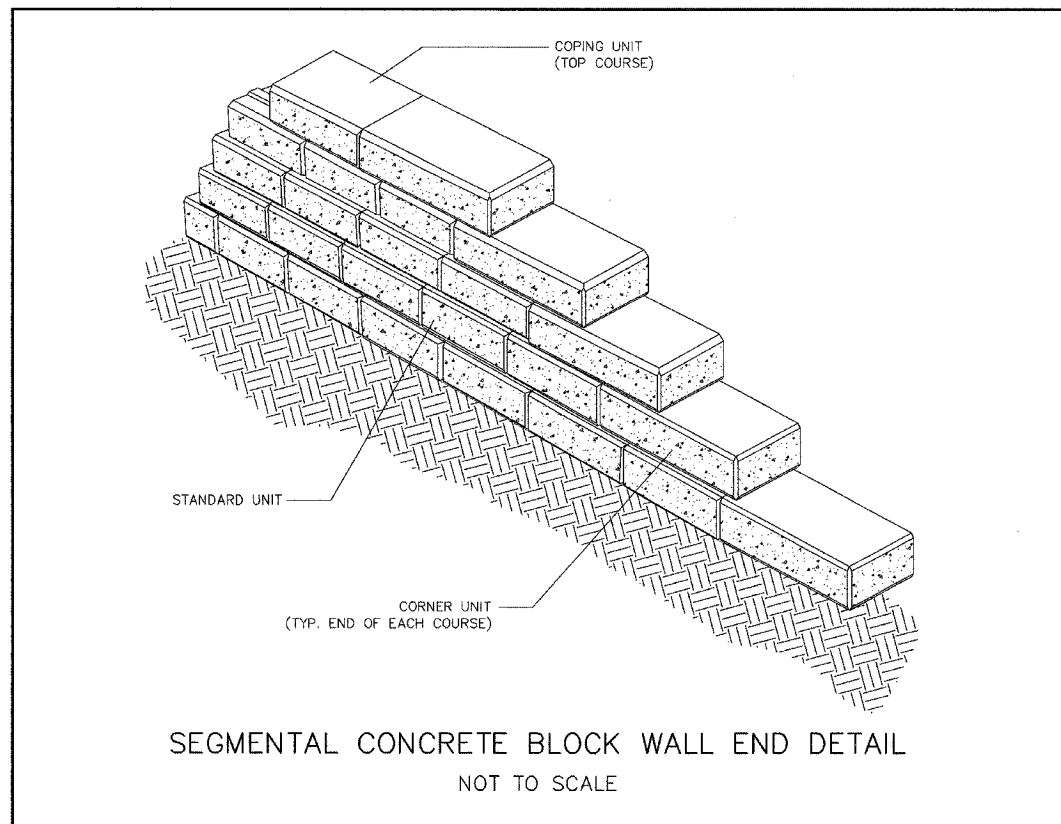 COPING UNIT
(TOP COURSE)
STANDARD UNIT
CORNER UNIT
(TYP. END OF EACH COURSE)
SEGMENTAL CONCRETE BLOCK WALL END DETAIL
NOT TO SCALE